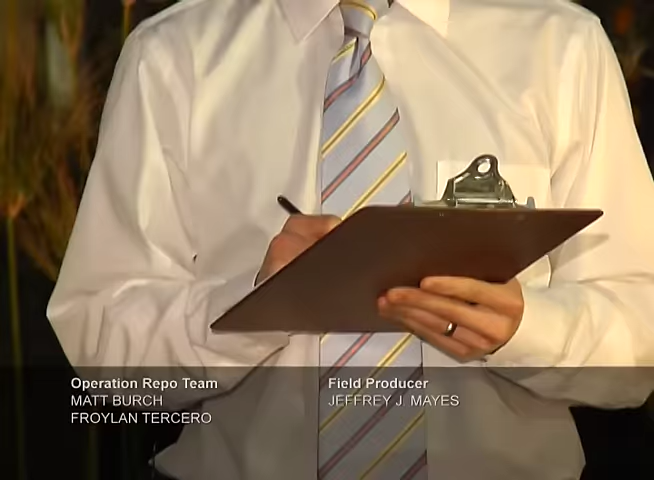 Operation Repo Team
MATT BURCH
FROYLAN TERCERO
Field Producer
JEFFREY J. MAYES